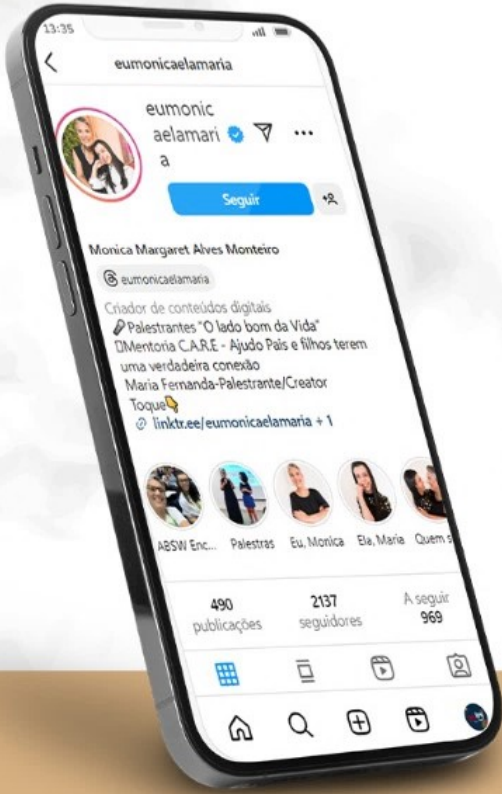 13:35
eumonicaelamaria
eumonic
aelamari
a
Seguir
Monica Margaret Alves Monteiro
eumonicaelamaria
Criador de conteúdos digitais
Palestrantes "O lado bom da Vida"
Mentoria C.A.R.E - Ajudo Pais e filhos terem
uma verdadeira conexão
Maria Fernanda-Palestrante/Creator
Toque👇
linktr.ee/eumonicaelamaria + 1
ABSW Enc... Palestras Eu, Monica Ela, Maria Quem s
490 2137 A seguir
publicações seguidores 969